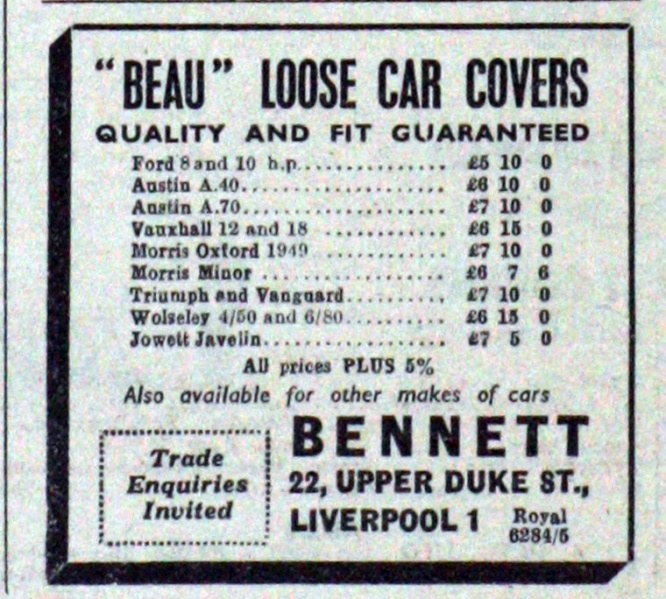 “BEAU” LOOSE CAR COVERS
QUALITY AND FIT GUARANTEED
Ford 8 and 10 h.p.................. £5 10 0
Austin A.40...................... £6 10 0
Austin A.70...................... £7 10 0
Vauxhall 12 and 18 ............. £6 15 0
Morris Oxford 1949 ............. £7 10 0
Morris Minor .................... £6 7 6
Triumph and Vanguard........... £7 10 0
Wolseley 4/50 and 6/80........... £6 15 0
Jowett Javelin.................... £7 5 0
All prices PLUS 5%
Also available for other makes of cars
Trade
Enquiries
Invited
BENNETT
22, UPPER DUKE ST.,
LIVERPOOL 1 Royal
6284/5